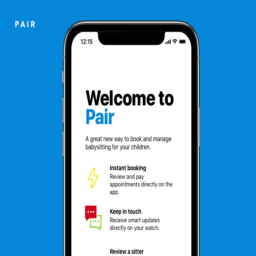 PAIR
12:15
Welcome to
Pair
A great new way to book and manage
babysitting for your children.
Instant booking
Review and pay
appointments directly on the
app.
Keep in touch
Receive smart updates
directly on your watch.
Review a sitter